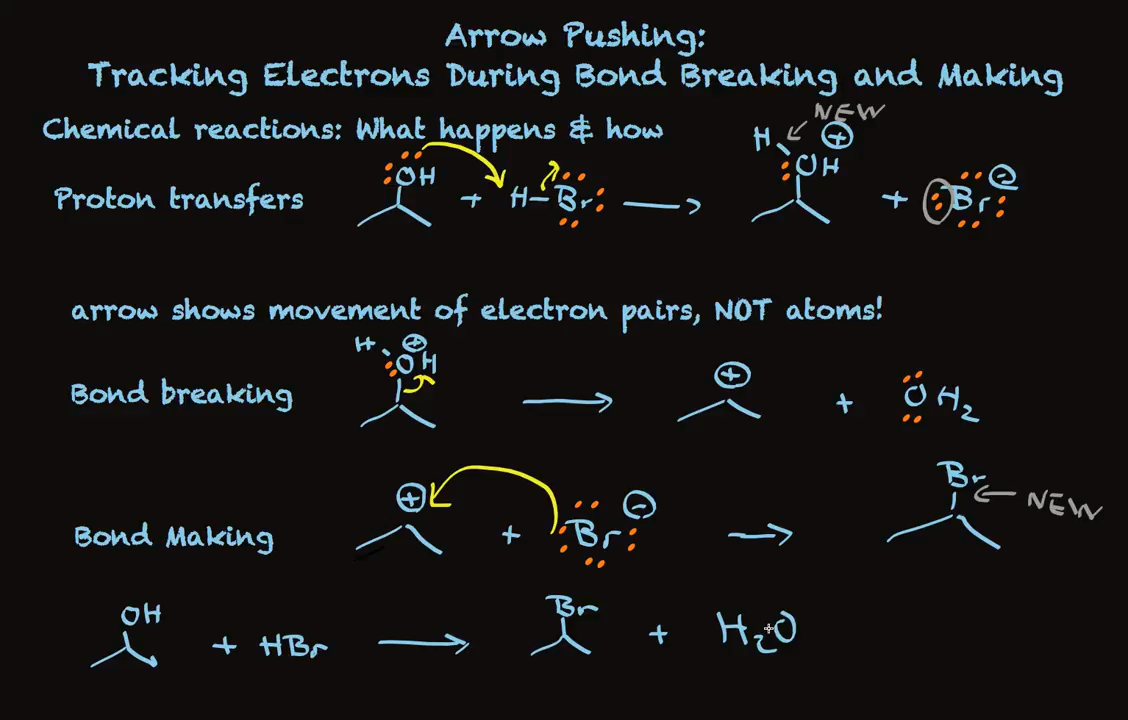 Arrow Pushing:
Tracking Electrons During Bond Breaking and Making
Chemical reactions: What happens & how
NEW
H ⊕
Proton transfers OH + H-Br → OH + Br ⊖
arrow shows movement of electron pairs, NOT atoms!
H ⊕
Bond breaking OH → ⊕ + OH2
Bond Making ⊕ + Br ⊖ → Br NEW
OH + HBr → Br + H2O